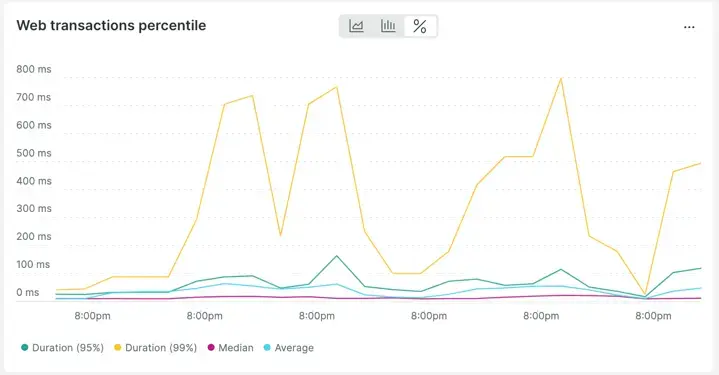 Web transactions percentile
%
...
800 ms
700 ms
600 ms
500 ms
400 ms
300 ms
200 ms
100 ms
0 ms
8:00pm 8:00pm 8:00pm 8:00pm 8:00pm 8:00pm
Duration (95%) Duration (99%) Median Average